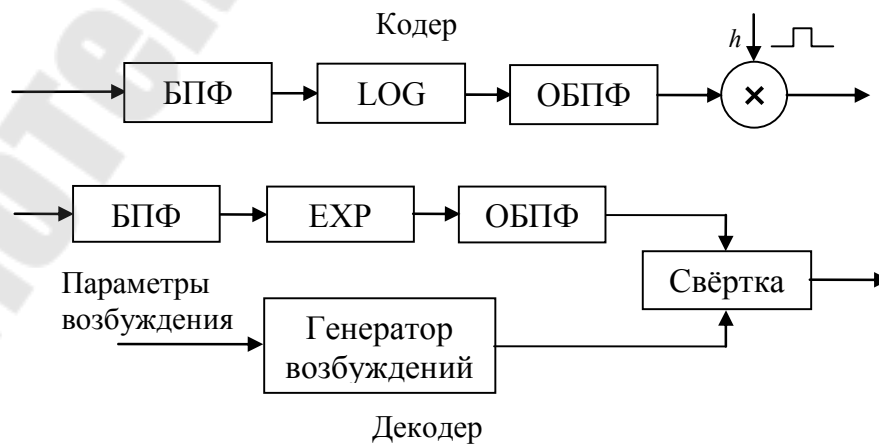 Кодер
h
БПФ
LOG
ОБПФ
×
БПФ
EXP
ОБПФ
Свёртка
Параметры
возбуждения
Генератор
возбуждений
Декодер